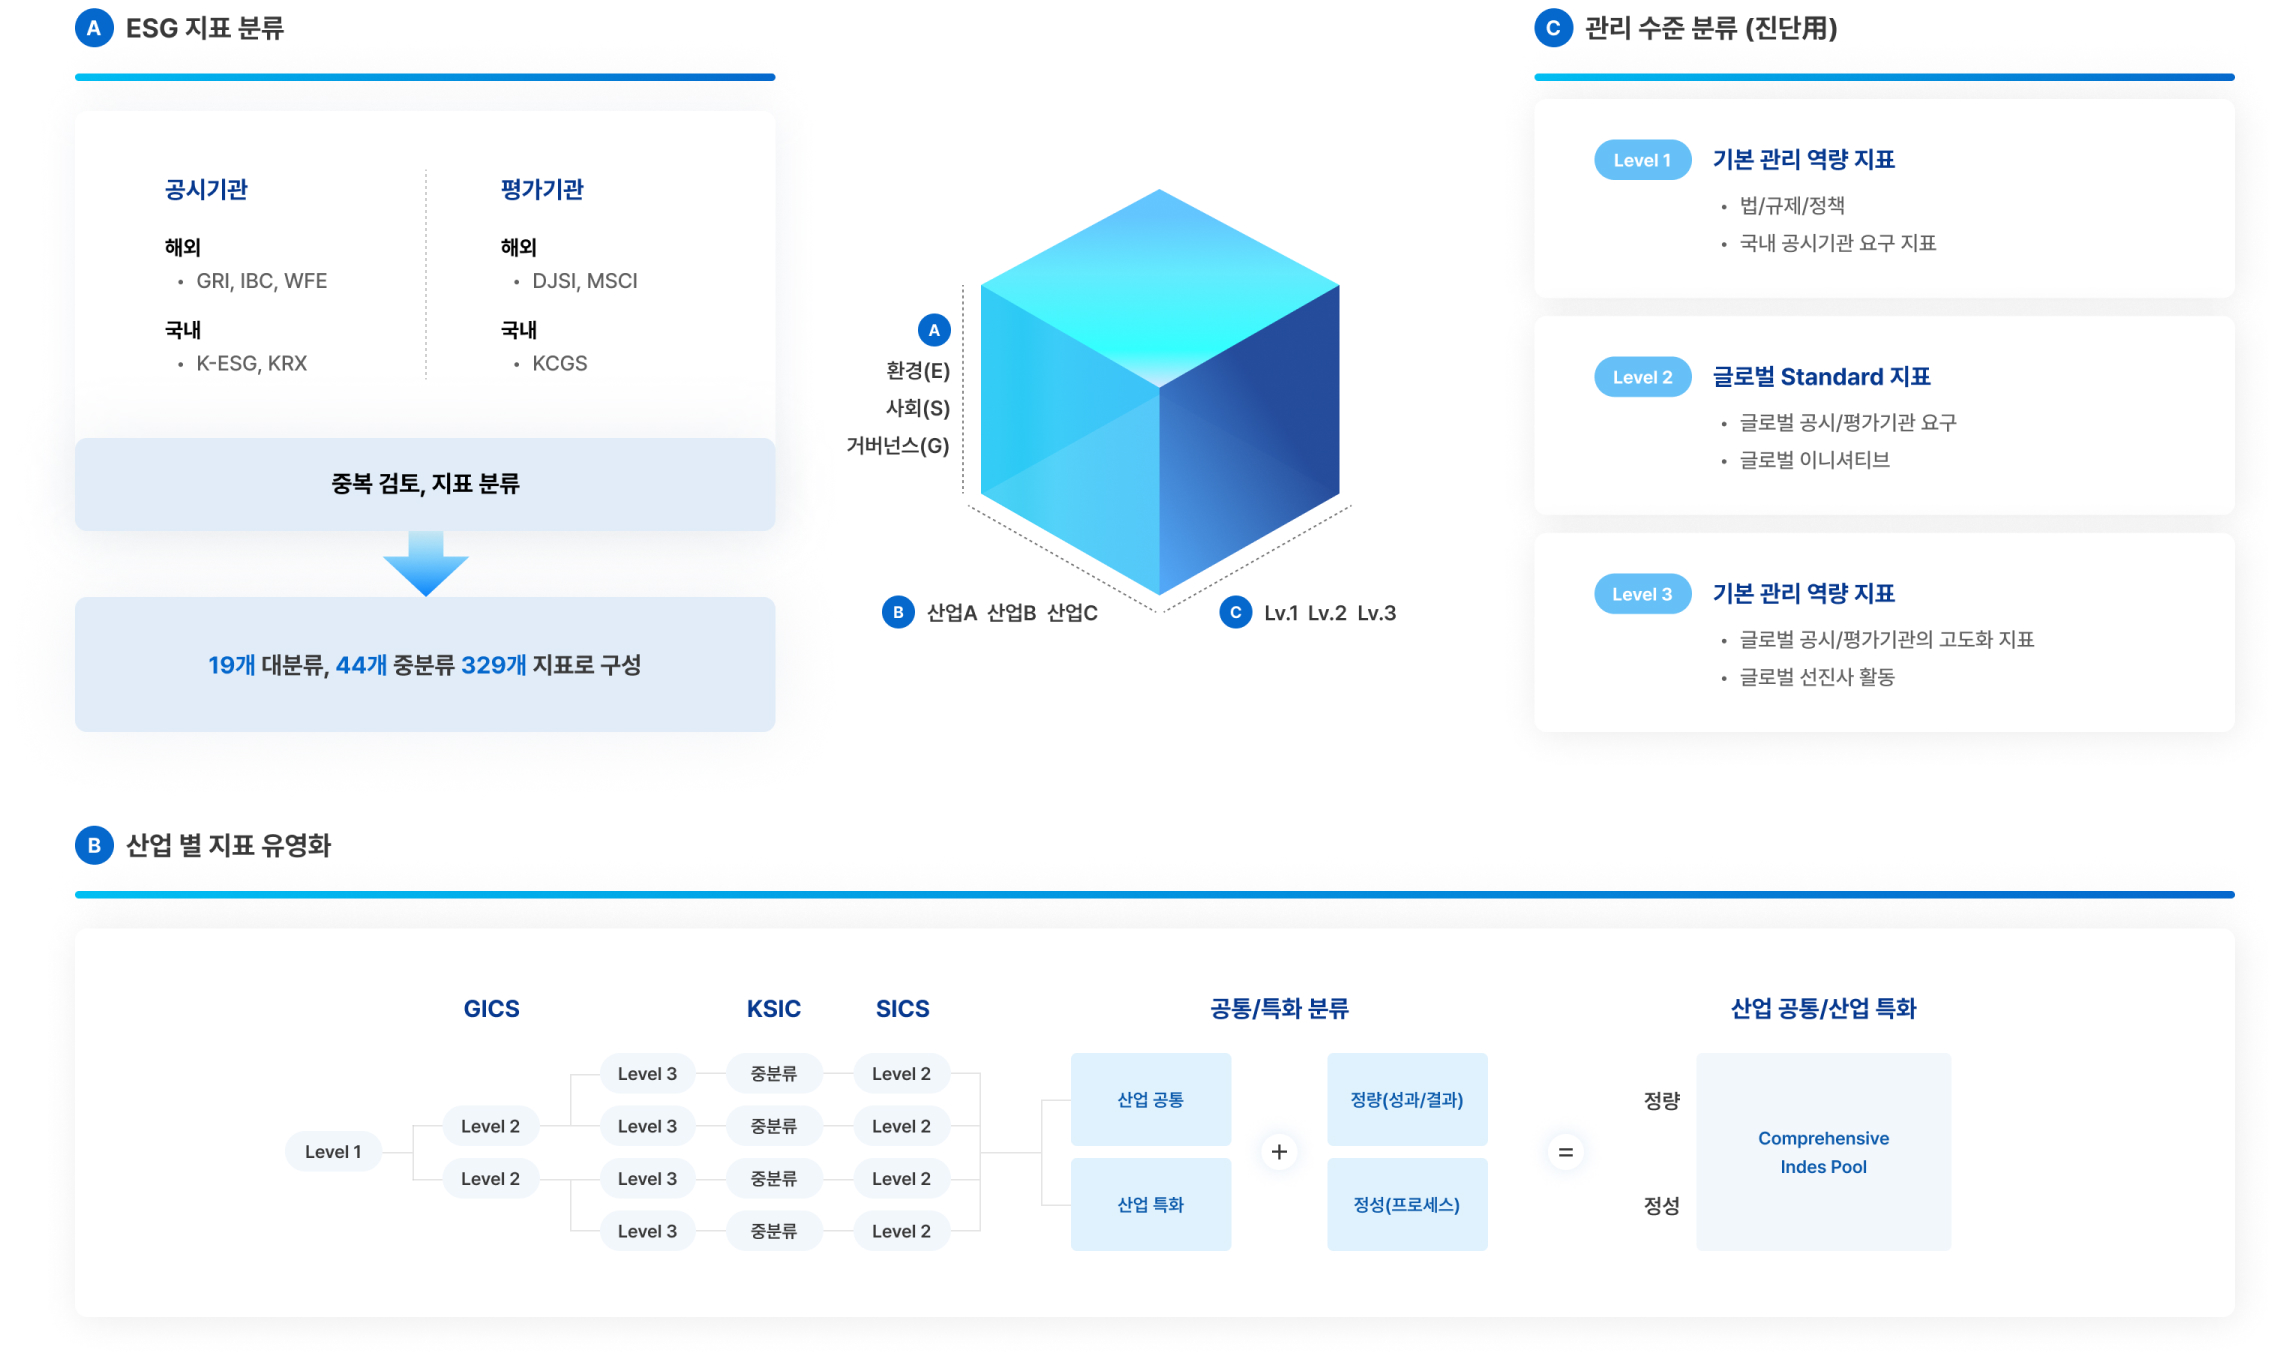 A ESG 지표 분류
공시기관
해외
• GRI, IBC, WFE
국내
• K-ESG, KRX
평가기관
해외
• DJSI, MSCI
국내
• KCGS
중복 검토, 지표 분류
19개 대분류, 44개 중분류 329개 지표로 구성
A
환경(E)
사회(S)
거버넌스(G)
B 산업A 산업B 산업C
C Lv.1 Lv.2 Lv.3
C 관리 수준 분류 (진단用)
Level 1 기본 관리 역량 지표
• 법/규제/정책
• 국내 공시기관 요구 지표
Level 2 글로벌 Standard 지표
• 글로벌 공시/평가기관 요구
• 글로벌 이니셔티브
Level 3 기본 관리 역량 지표
• 글로벌 공시/평가기관의 고도화 지표
• 글로벌 선진사 활동
B 산업 별 지표 유영화
GICS KSIC SICS 공통/특화 분류 산업 공통/산업 특화
Level 1
Level 2
Level 2
Level 3 중분류 Level 2
Level 3 중분류 Level 2
Level 3 중분류 Level 2
Level 3 중분류 Level 2
산업 공통
산업 특화
+
정량(성과/결과)
정성(프로세스)
=
정량
정성
Comprehensive
Indes Pool